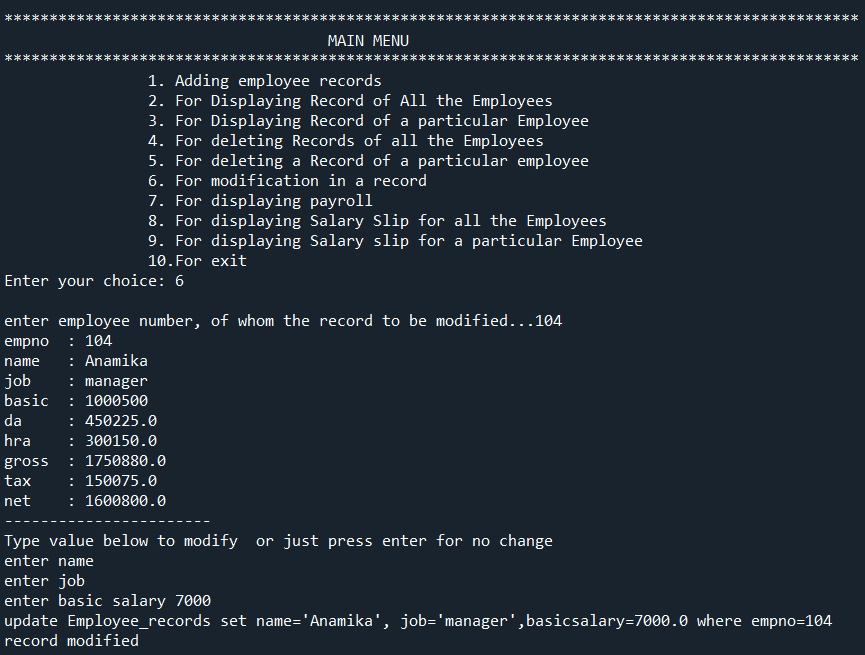 ***********************************************************************************************
MAIN MENU
***********************************************************************************************
1. Adding employee records
2. For Displaying Record of All the Employees
3. For Displaying Record of a particular Employee
4. For deleting Records of all the Employees
5. For deleting a Record of a particular employee
6. For modification in a record
7. For displaying payroll
8. For displaying Salary Slip for all the Employees
9. For displaying Salary slip for a particular Employee
10.For exit
Enter your choice: 6
enter employee number, of whom the record to be modified...104
empno  : 104
name   : Anamika
job    : manager
basic  : 1000500
da     : 450225.0
hra    : 300150.0
gross  : 1750880.0
tax    : 150075.0
net    : 1600800.0
-----------------------
Type value below to modify  or just press enter for no change
enter name
enter job
enter basic salary 7000
update Employee_records set name='Anamika', job='manager',basicsalary=7000.0 where empno=104
record modified